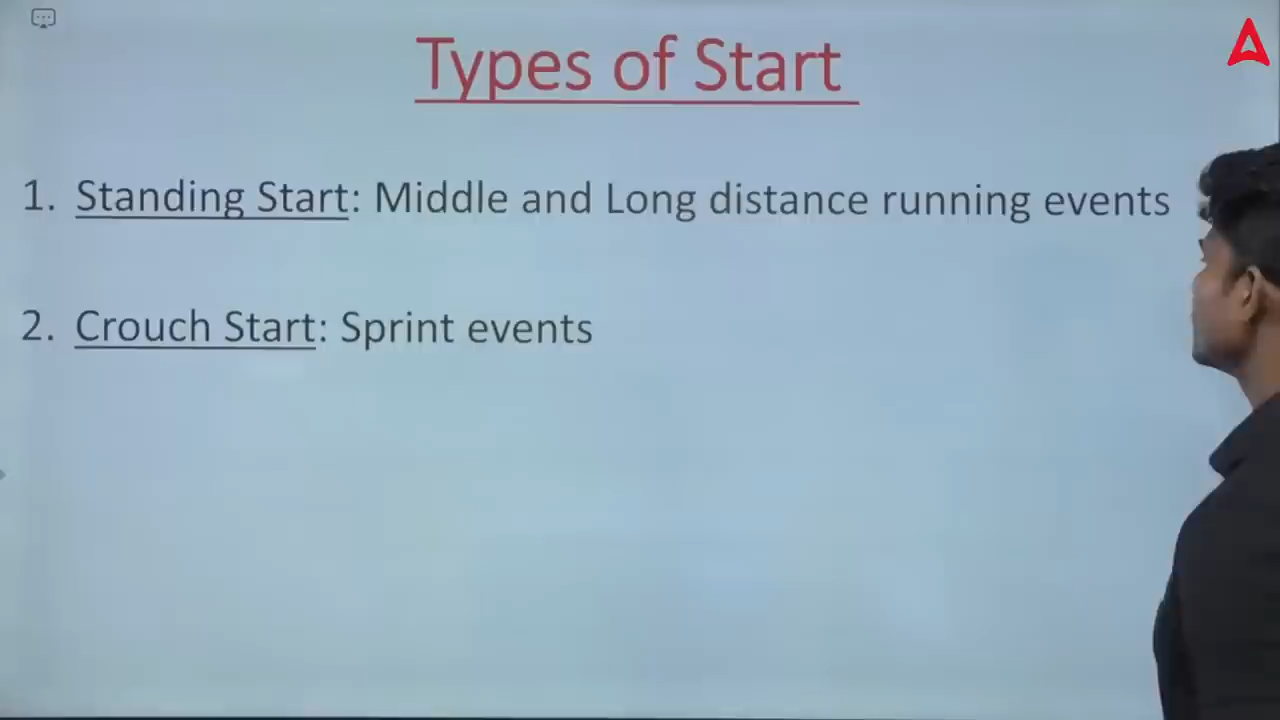 Types of Start
1. Standing Start: Middle and Long distance running events
2. Crouch Start: Sprint events